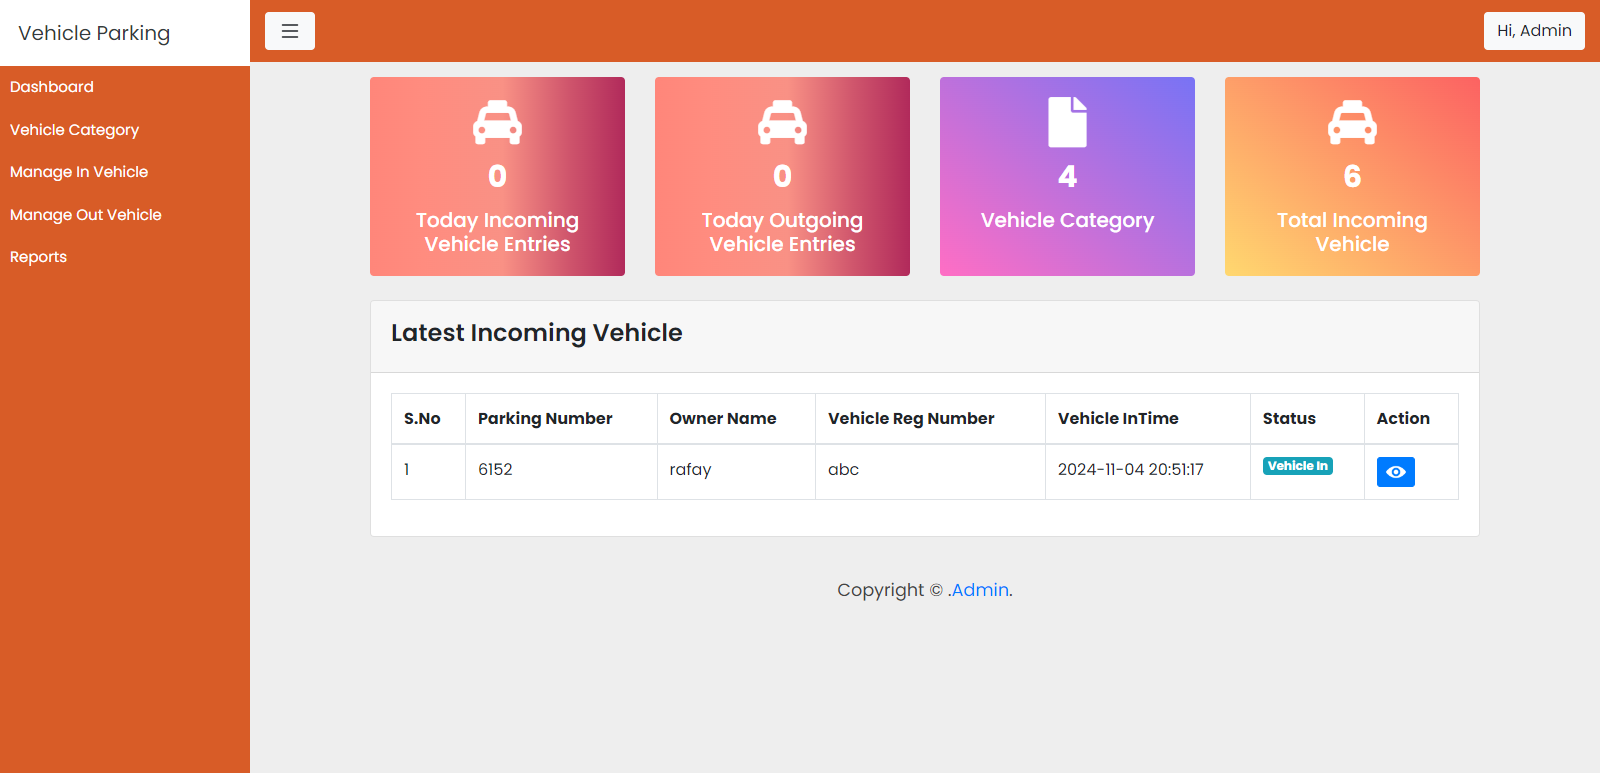 Vehicle Parking
Hi, Admin
Dashboard
Vehicle Category
Manage In Vehicle
Manage Out Vehicle
Reports
0
Today Incoming
Vehicle Entries
0
Today Outgoing
Vehicle Entries
4
Vehicle Category
6
Total Incoming
Vehicle
Latest Incoming Vehicle
S.No Parking Number Owner Name Vehicle Reg Number Vehicle InTime Status Action
1 6152 rafay abc 2024-11-04 20:51:17 Vehicle In
Copyright © .Admin.